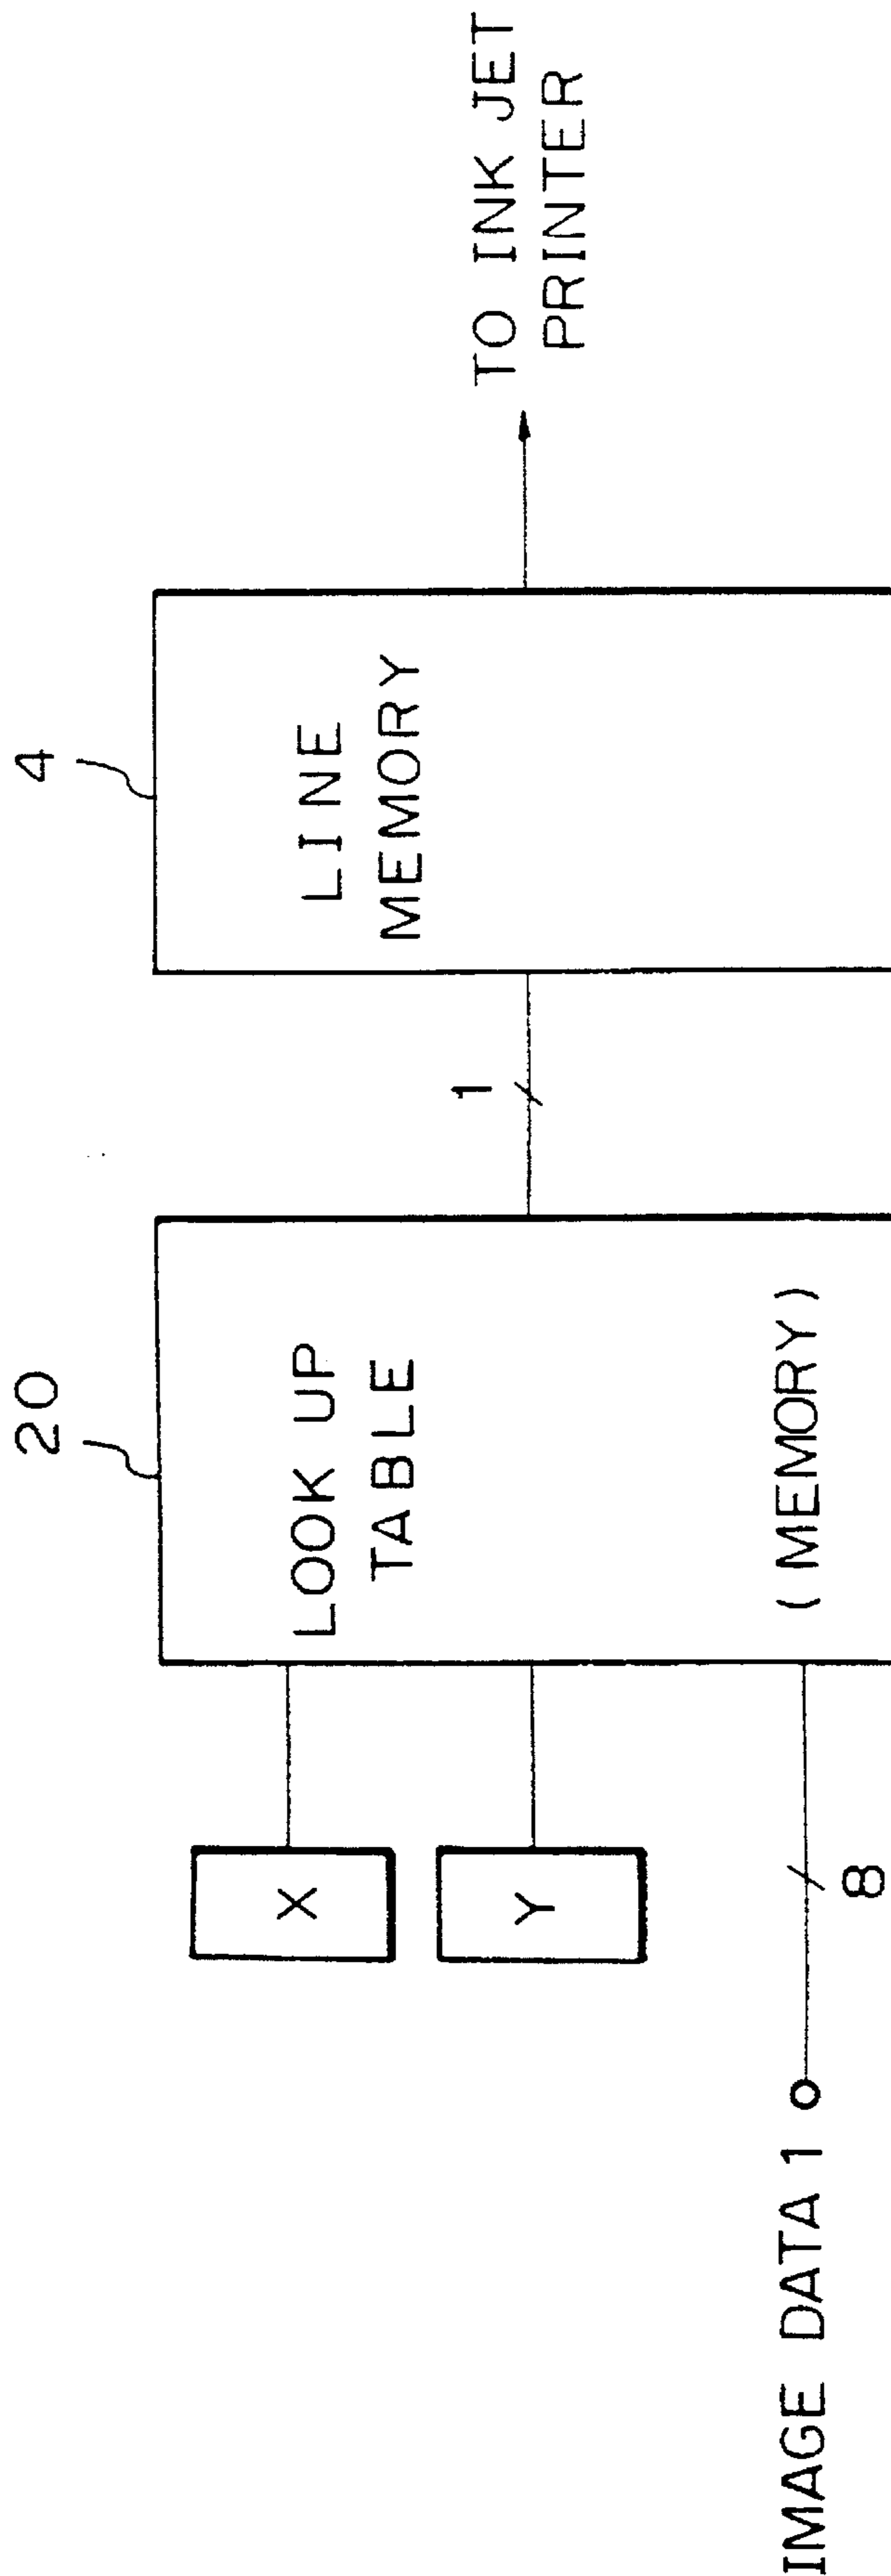 20
4
X
LOOK UP
TABLE
LINE
MEMORY
1
TO INK JET
PRINTER
Y
IMAGE DATA 1
8
(MEMORY)